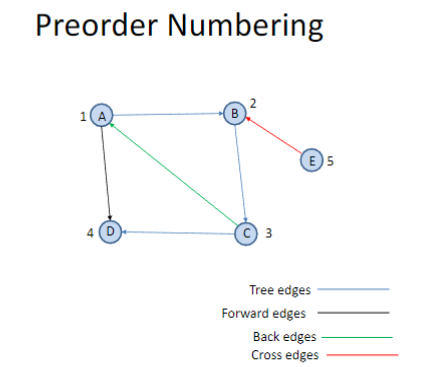 Preorder Numbering
1 A
B 2
E 5
4 D
C 3
Tree edges
Forward edges
Back edges
Cross edges